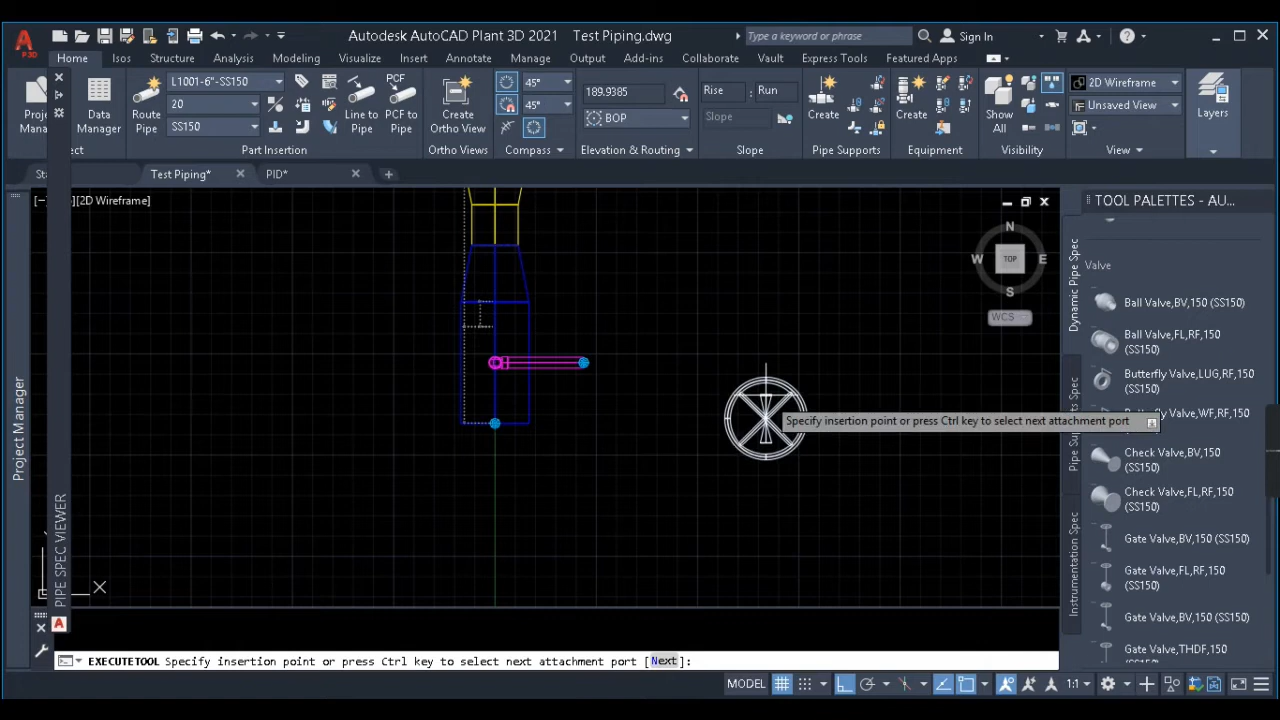 Autodesk AutoCAD Plant 3D 2021 Test Piping.dwg
Type a keyword or phrase
Sign In
P3D
Home
Isos
Structure
Analysis
Modeling
Visualize
Insert
Annotate
Manage
Output
Add-ins
Collaborate
Vault
Express Tools
Featured Apps
L1001-6"-SS150
20
SS150
Proj
Mana
ect
Data
Manager
Route
Pipe
PCF
Line to
Pipe
PCF
PCF to
Pipe
Part Insertion
Create
Ortho View
Ortho Views
45°
45°
Compass
189.9385
BOP
Elevation & Routing
Rise : Run
Slope
Slope
Create
Pipe Supports
Create
Equipment
Show
All
Visibility
2D Wireframe
Unsaved View
View
Layers
Test Piping*
PID*
[2D Wireframe]
TOOL PALETTES - AU...
N
W
TOP
E
S
WCS
Project Manager
PIPE SPEC VIEWER
Dynamic Pipe Spec
Instrumentation Spec
Valve
Ball Valve,BV,150 (SS150)
Ball Valve,FL,RF,150
(SS150)
Butterfly Valve,LUG,RF,150
(SS150)
Butterfly Valve,WF,RF,150
(SS150)
Check Valve,BV,150
(SS150)
Check Valve,FL,RF,150
(SS150)
Gate Valve,BV,150 (SS150)
Gate Valve,FL,RF,150
(SS150)
Gate Valve,BV,150 (SS150)
Gate Valve,THDF,150
Specify insertion point or press Ctrl key to select next attachment port
X
EXECUTETOOL Specify insertion point or press Ctrl key to select next attachment port [Next]:
MODEL
1:1